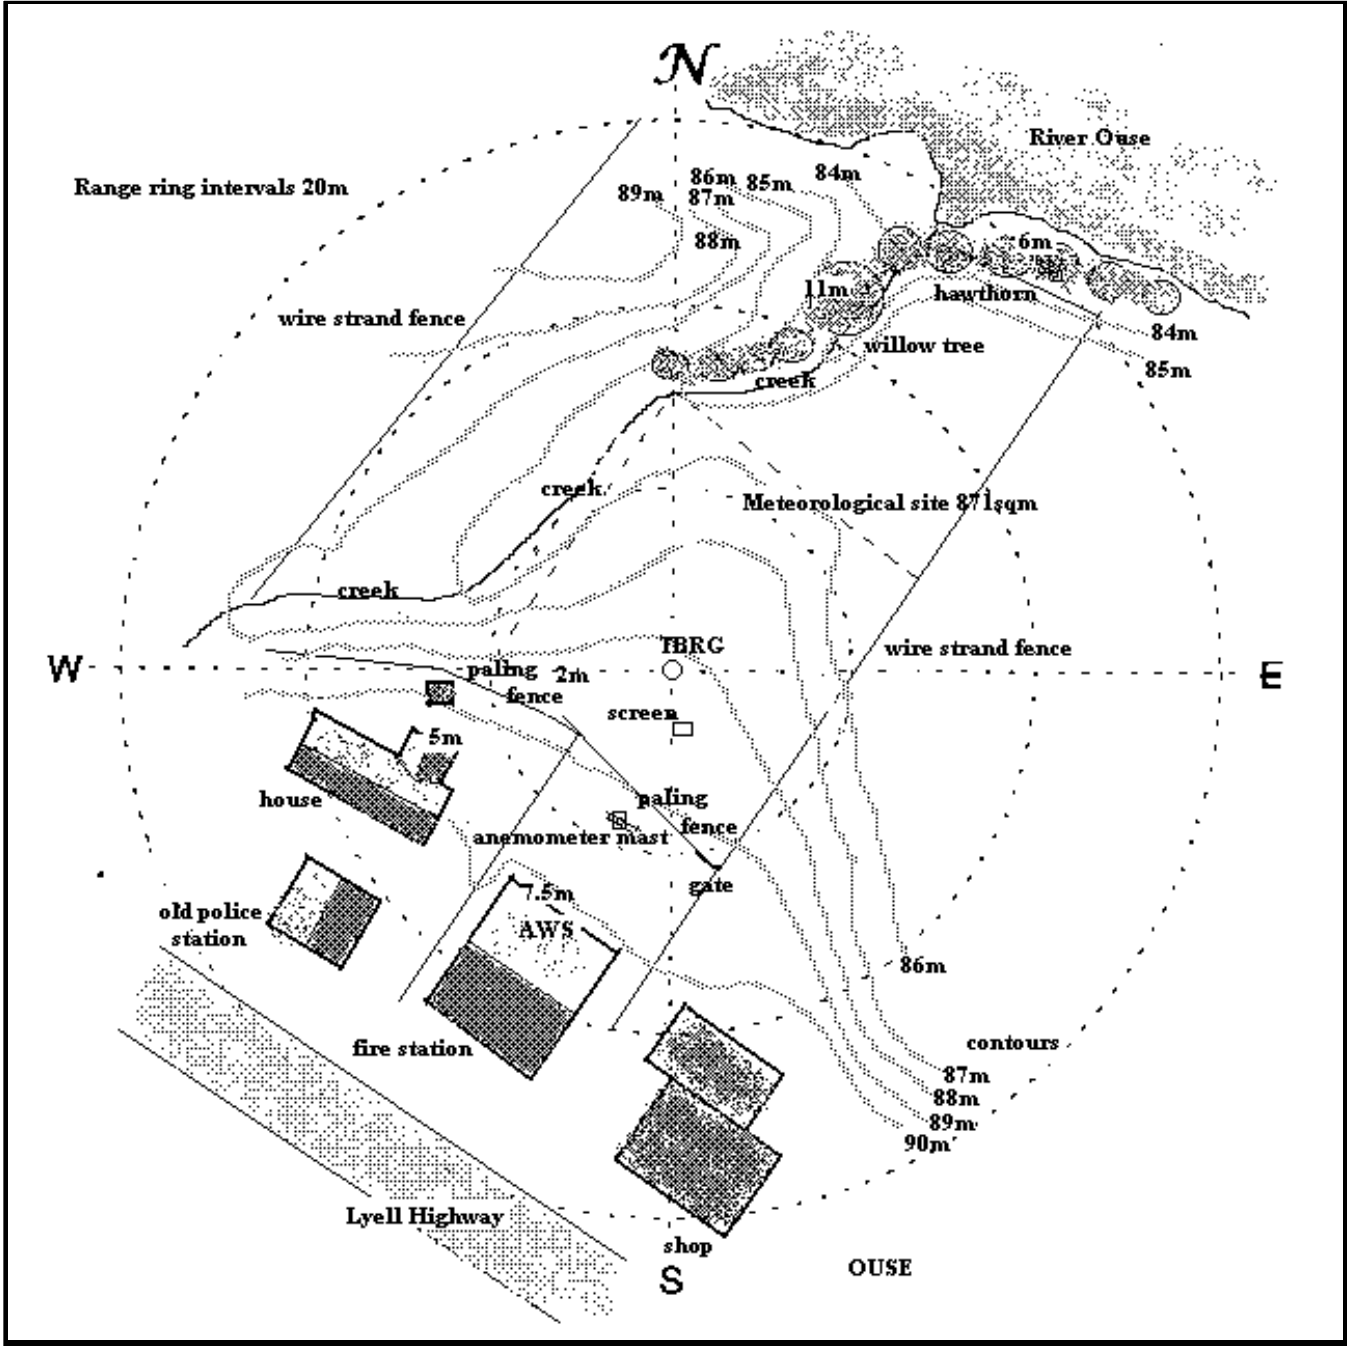 N
River Ouse
Range ring intervals 20m
86m
85m
84m
89m
87m
88m
6m
11m
hawthorn
wire strand fence
willow tree
84m
creek
85m
creek
Meteorological site 871sqm
creek
TBRG
wire strand fence
W
paling
fence
2m
E
screen
5m
house
paling
fence
anemometer mast
gate
7.5m
AWS
old police
station
86m
fire station
contours
87m
88m
89m
90m
Lyell Highway
shop
S
OUSE